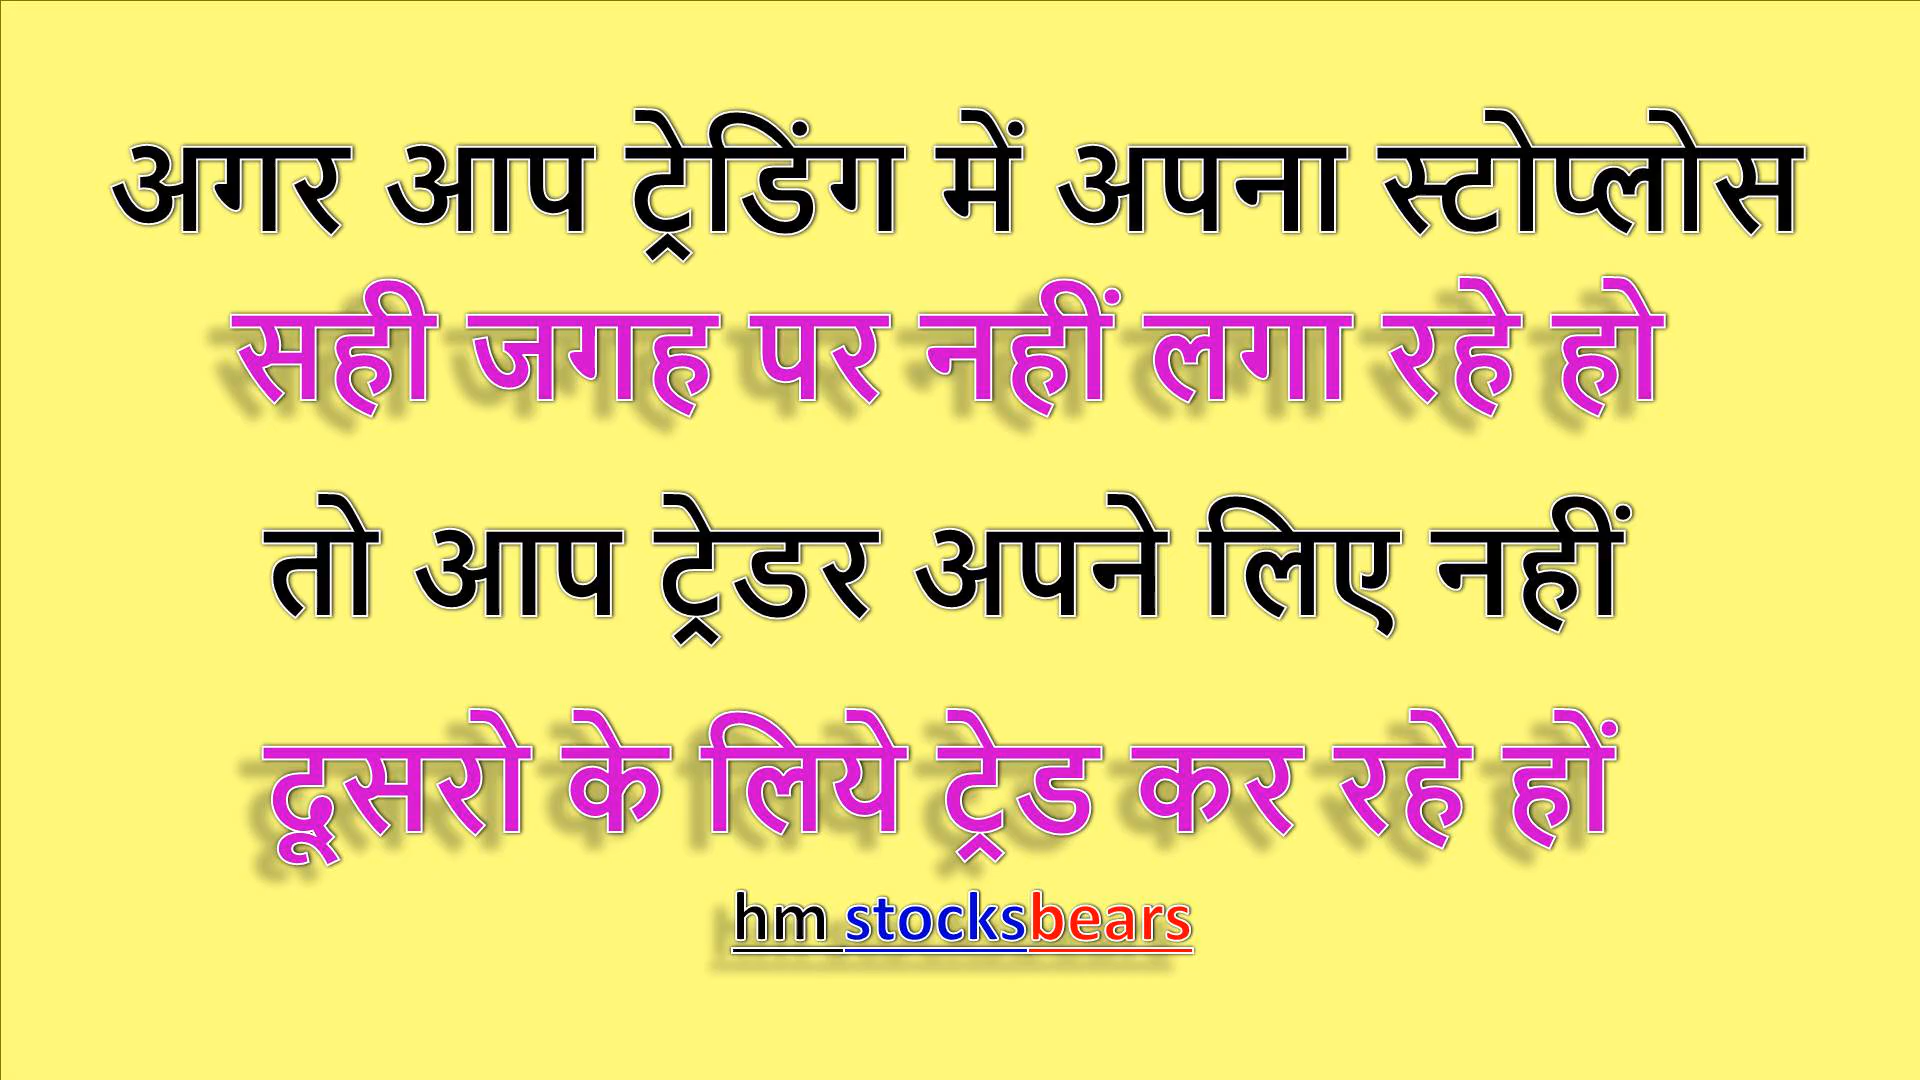 अगर आप ट्रेडिंग में अपना स्टोप्लोस
सही जगह पर नहीं लगा रहे हो
तो आप ट्रेडर अपने लिए नहीं
दूसरो के लिये ट्रेड कर रहे हों
hm stocksbears